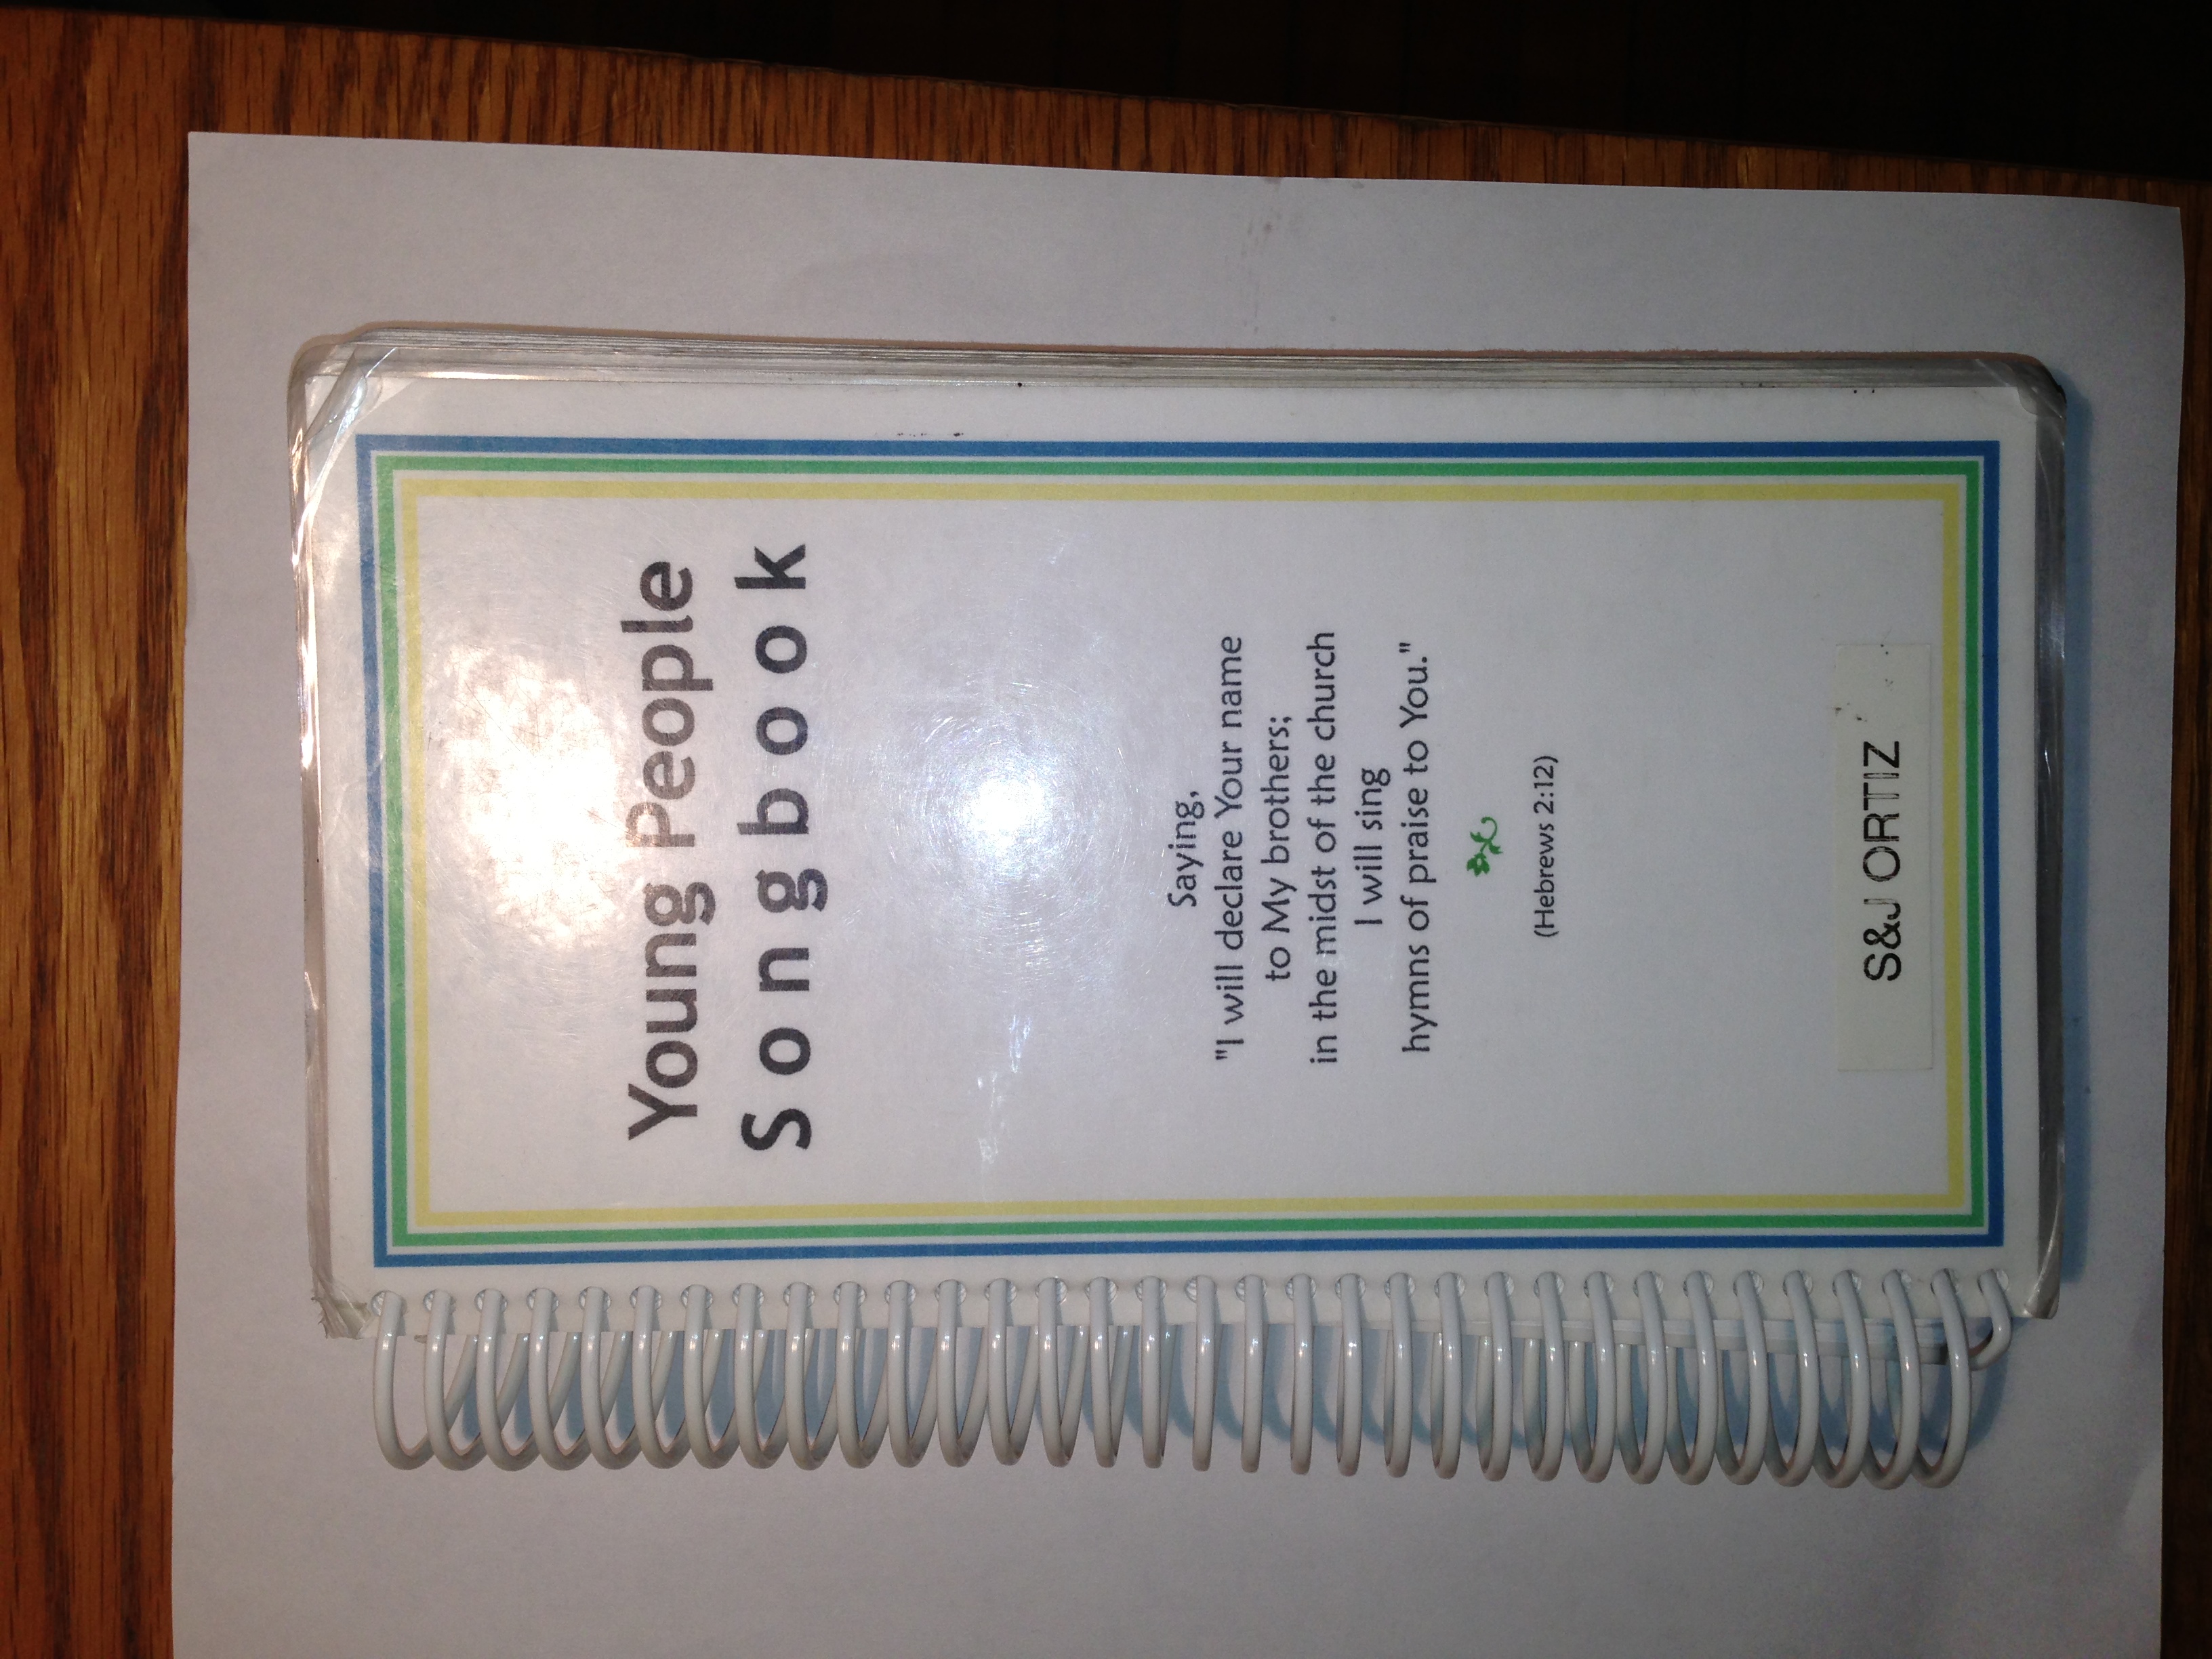 Young People
Songbook
Saying,
"I will declare Your name
to My brothers;
in the midst of the church
I will sing
hymns of praise to You."
(Hebrews 2:12)
S&J ORTIZ